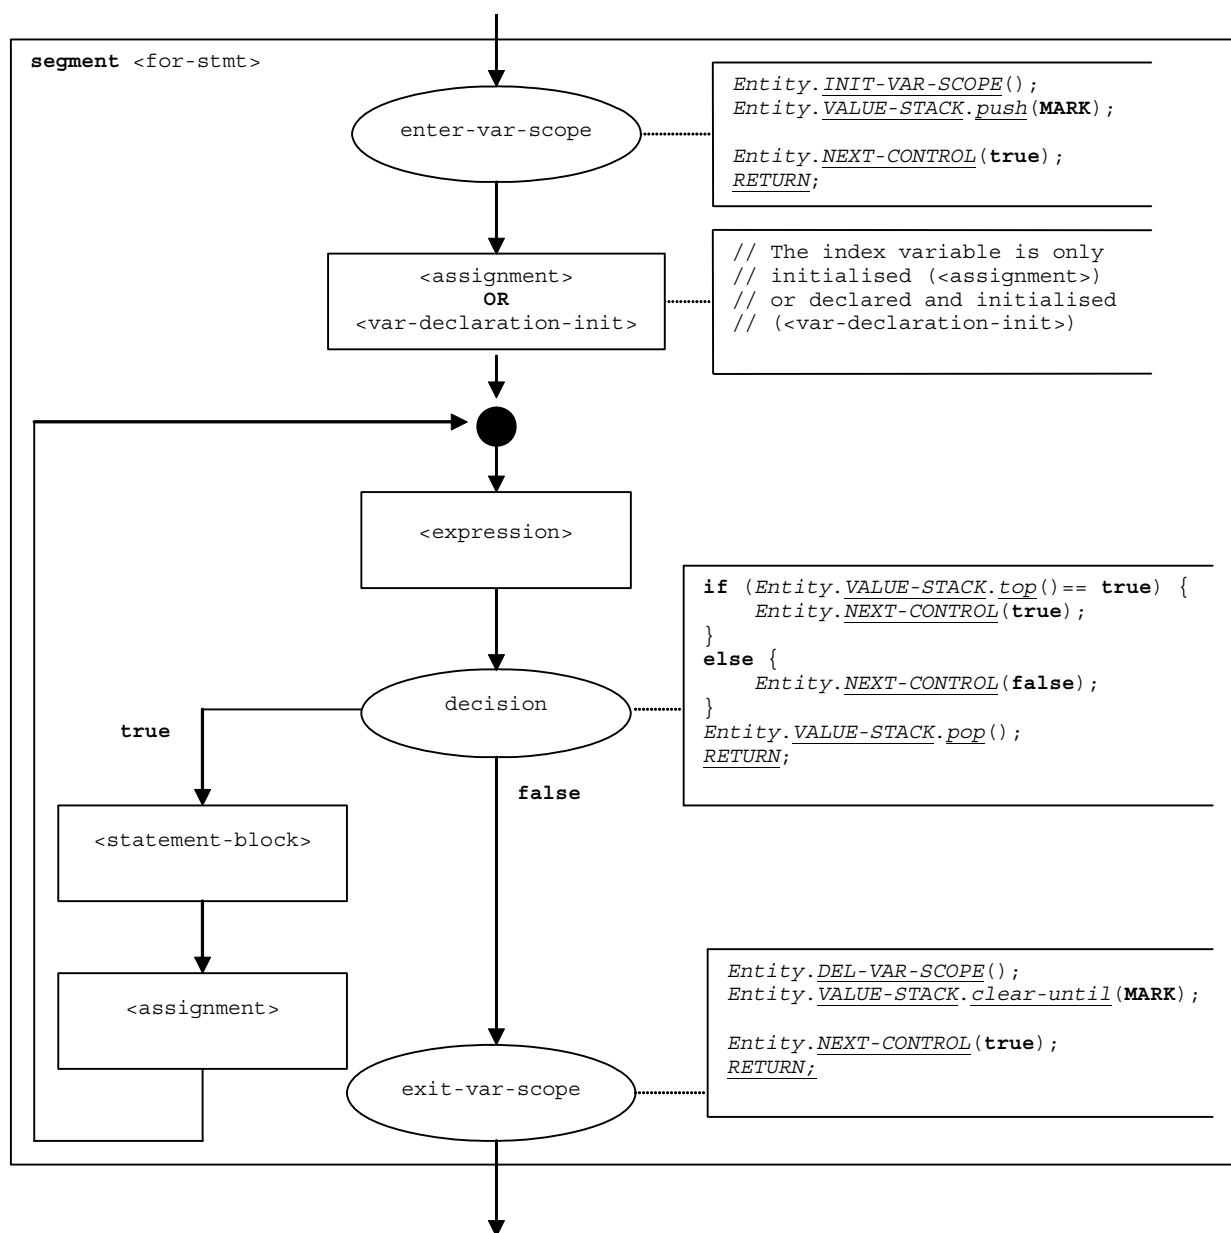 segment <for-stmt>
enter-var-scope
Entity.INIT-VAR-SCOPE();
Entity.VALUE-STACK.push(MARK);
Entity.NEXT-CONTROL(true);
RETURN;
<assignment>
OR
<var-declaration-init>
// The index variable is only
// initialised (<assignment>)
// or declared and initialised
// (<var-declaration-init>)
<expression>
decision
if (Entity.VALUE-STACK.top()== true) {
Entity.NEXT-CONTROL(true);
}
else {
Entity.NEXT-CONTROL(false);
}
Entity.VALUE-STACK.pop();
RETURN;
true
false
<statement-block>
<assignment>
exit-var-scope
Entity.DEL-VAR-SCOPE();
Entity.VALUE-STACK.clear-until(MARK);
Entity.NEXT-CONTROL(true);
RETURN;